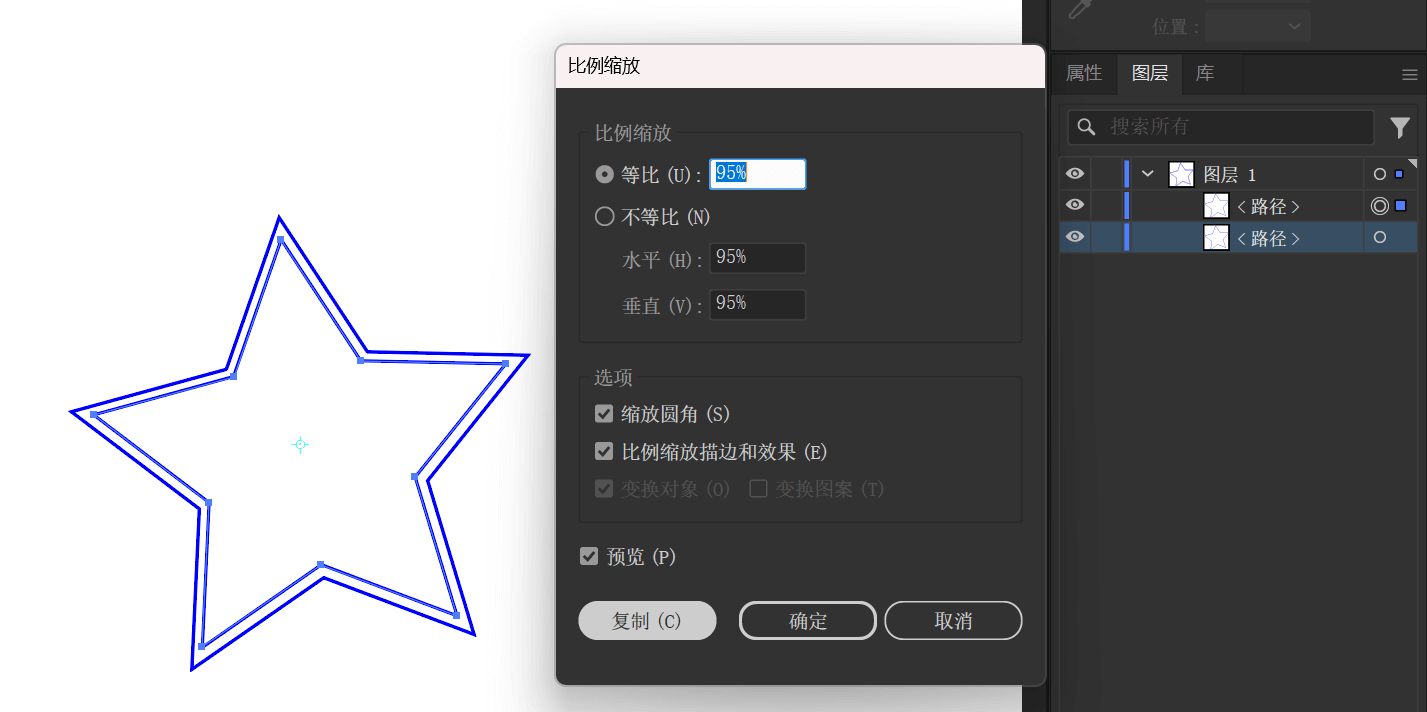 位置：
比例缩放
属性
图层
库
搜索所有
比例缩放
等比 (U)：
95%
不等比 (N)
水平 (H)：
95%
垂直 (V)：
95%
图层 1
<路径>
<路径>
选项
缩放圆角 (S)
比例缩放描边和效果 (E)
变换对象 (O)
变换图案 (T)
预览 (P)
复制 (C)
确定
取消